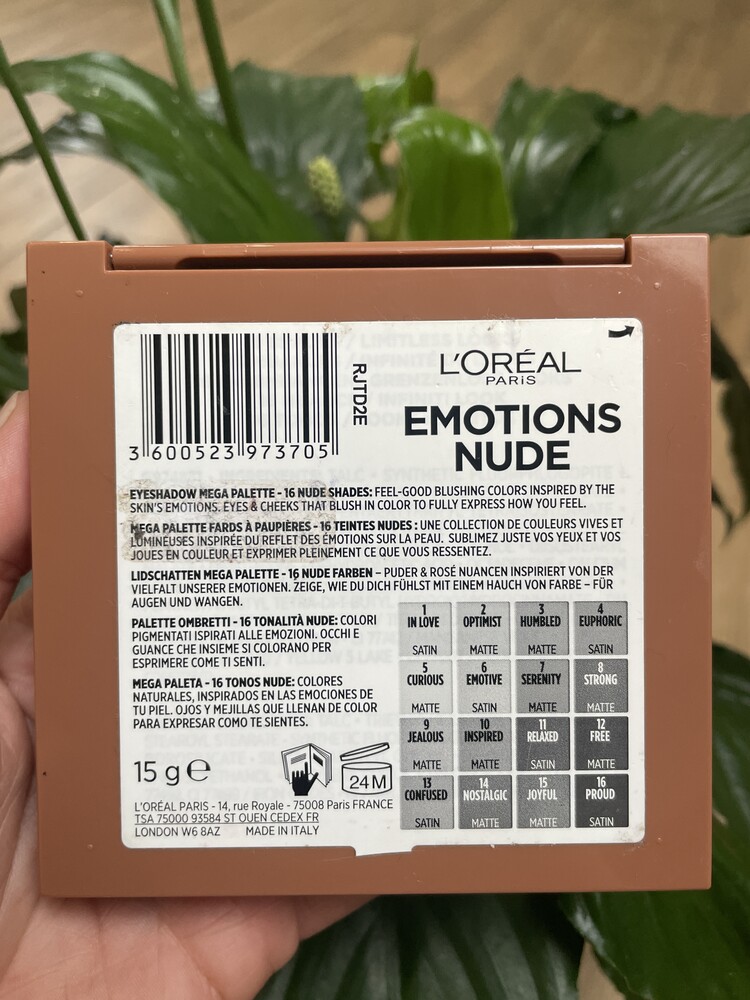 3 600523 973705
RJTD2E
L'ORÉAL
PARIS
EMOTIONS
NUDE
EYESHADOW MEGA PALETTE - 16 NUDE SHADES: FEEL-GOOD BLUSHING COLORS INSPIRED BY THE
SKIN'S EMOTIONS. EYES & CHEEKS THAT BLUSH IN COLOR TO FULLY EXPRESS HOW YOU FEEL.
MEGA PALETTE FARDS À PAUPIÈRES - 16 TEINTES NUDES : UNE COLLECTION DE COULEURS VIVES ET
LUMINEUSES INSPIRÉE DU REFLET DES ÉMOTIONS SUR LA PEAU. SUBLIMEZ JUSTE VOS YEUX ET VOS
JOUES EN COULEUR ET EXPRIMER PLEINEMENT CE QUE VOUS RESSENTEZ.
LIDSCHATTEN MEGA PALETTE - 16 NUDE FARBEN – PUDER & ROSÉ NUANCEN INSPIRIERT VON DER
VIELFALT UNSERER EMOTIONEN. ZEIGE, WIE DU DICH FÜHLST MIT EINEM HAUCH VON FARBE – FÜR
AUGEN UND WANGEN.
PALETTE OMBRETTI - 16 TONALITÀ NUDE: COLORI
PIGMENTATI ISPIRATI ALLE EMOZIONI. OCCHI E
GUANCE CHE INSIEME SI COLORANO PER
ESPRIMERE COME TI SENTI.
MEGA PALETA - 16 TONOS NUDE: COLORES
NATURALES, INSPIRADOS EN LAS EMOCIONES DE
TU PIEL. OJOS Y MEJILLAS QUE LLENAN DE COLOR
PARA EXPRESAR COMO TE SIENTES.
1 2 3 4
IN LOVE OPTIMIST HUMBLED EUPHORIC
SATIN MATTE MATTE SATIN
5 6 7 8
CURIOUS EMOTIVE SERENITY STRONG
MATTE SATIN MATTE MATTE
9 10 11 12
JEALOUS INSPIRED RELAXED FREE
MATTE MATTE SATIN MATTE
13 14 15 16
CONFUSED NOSTALGIC JOYFUL PROUD
SATIN MATTE MATTE SATIN
15 g ℮
24 M
L'ORÉAL PARIS - 14, rue Royale - 75008 Paris FRANCE
TSA 75000 93584 ST OUEN CEDEX FR
LONDON W6 8AZ MADE IN ITALY